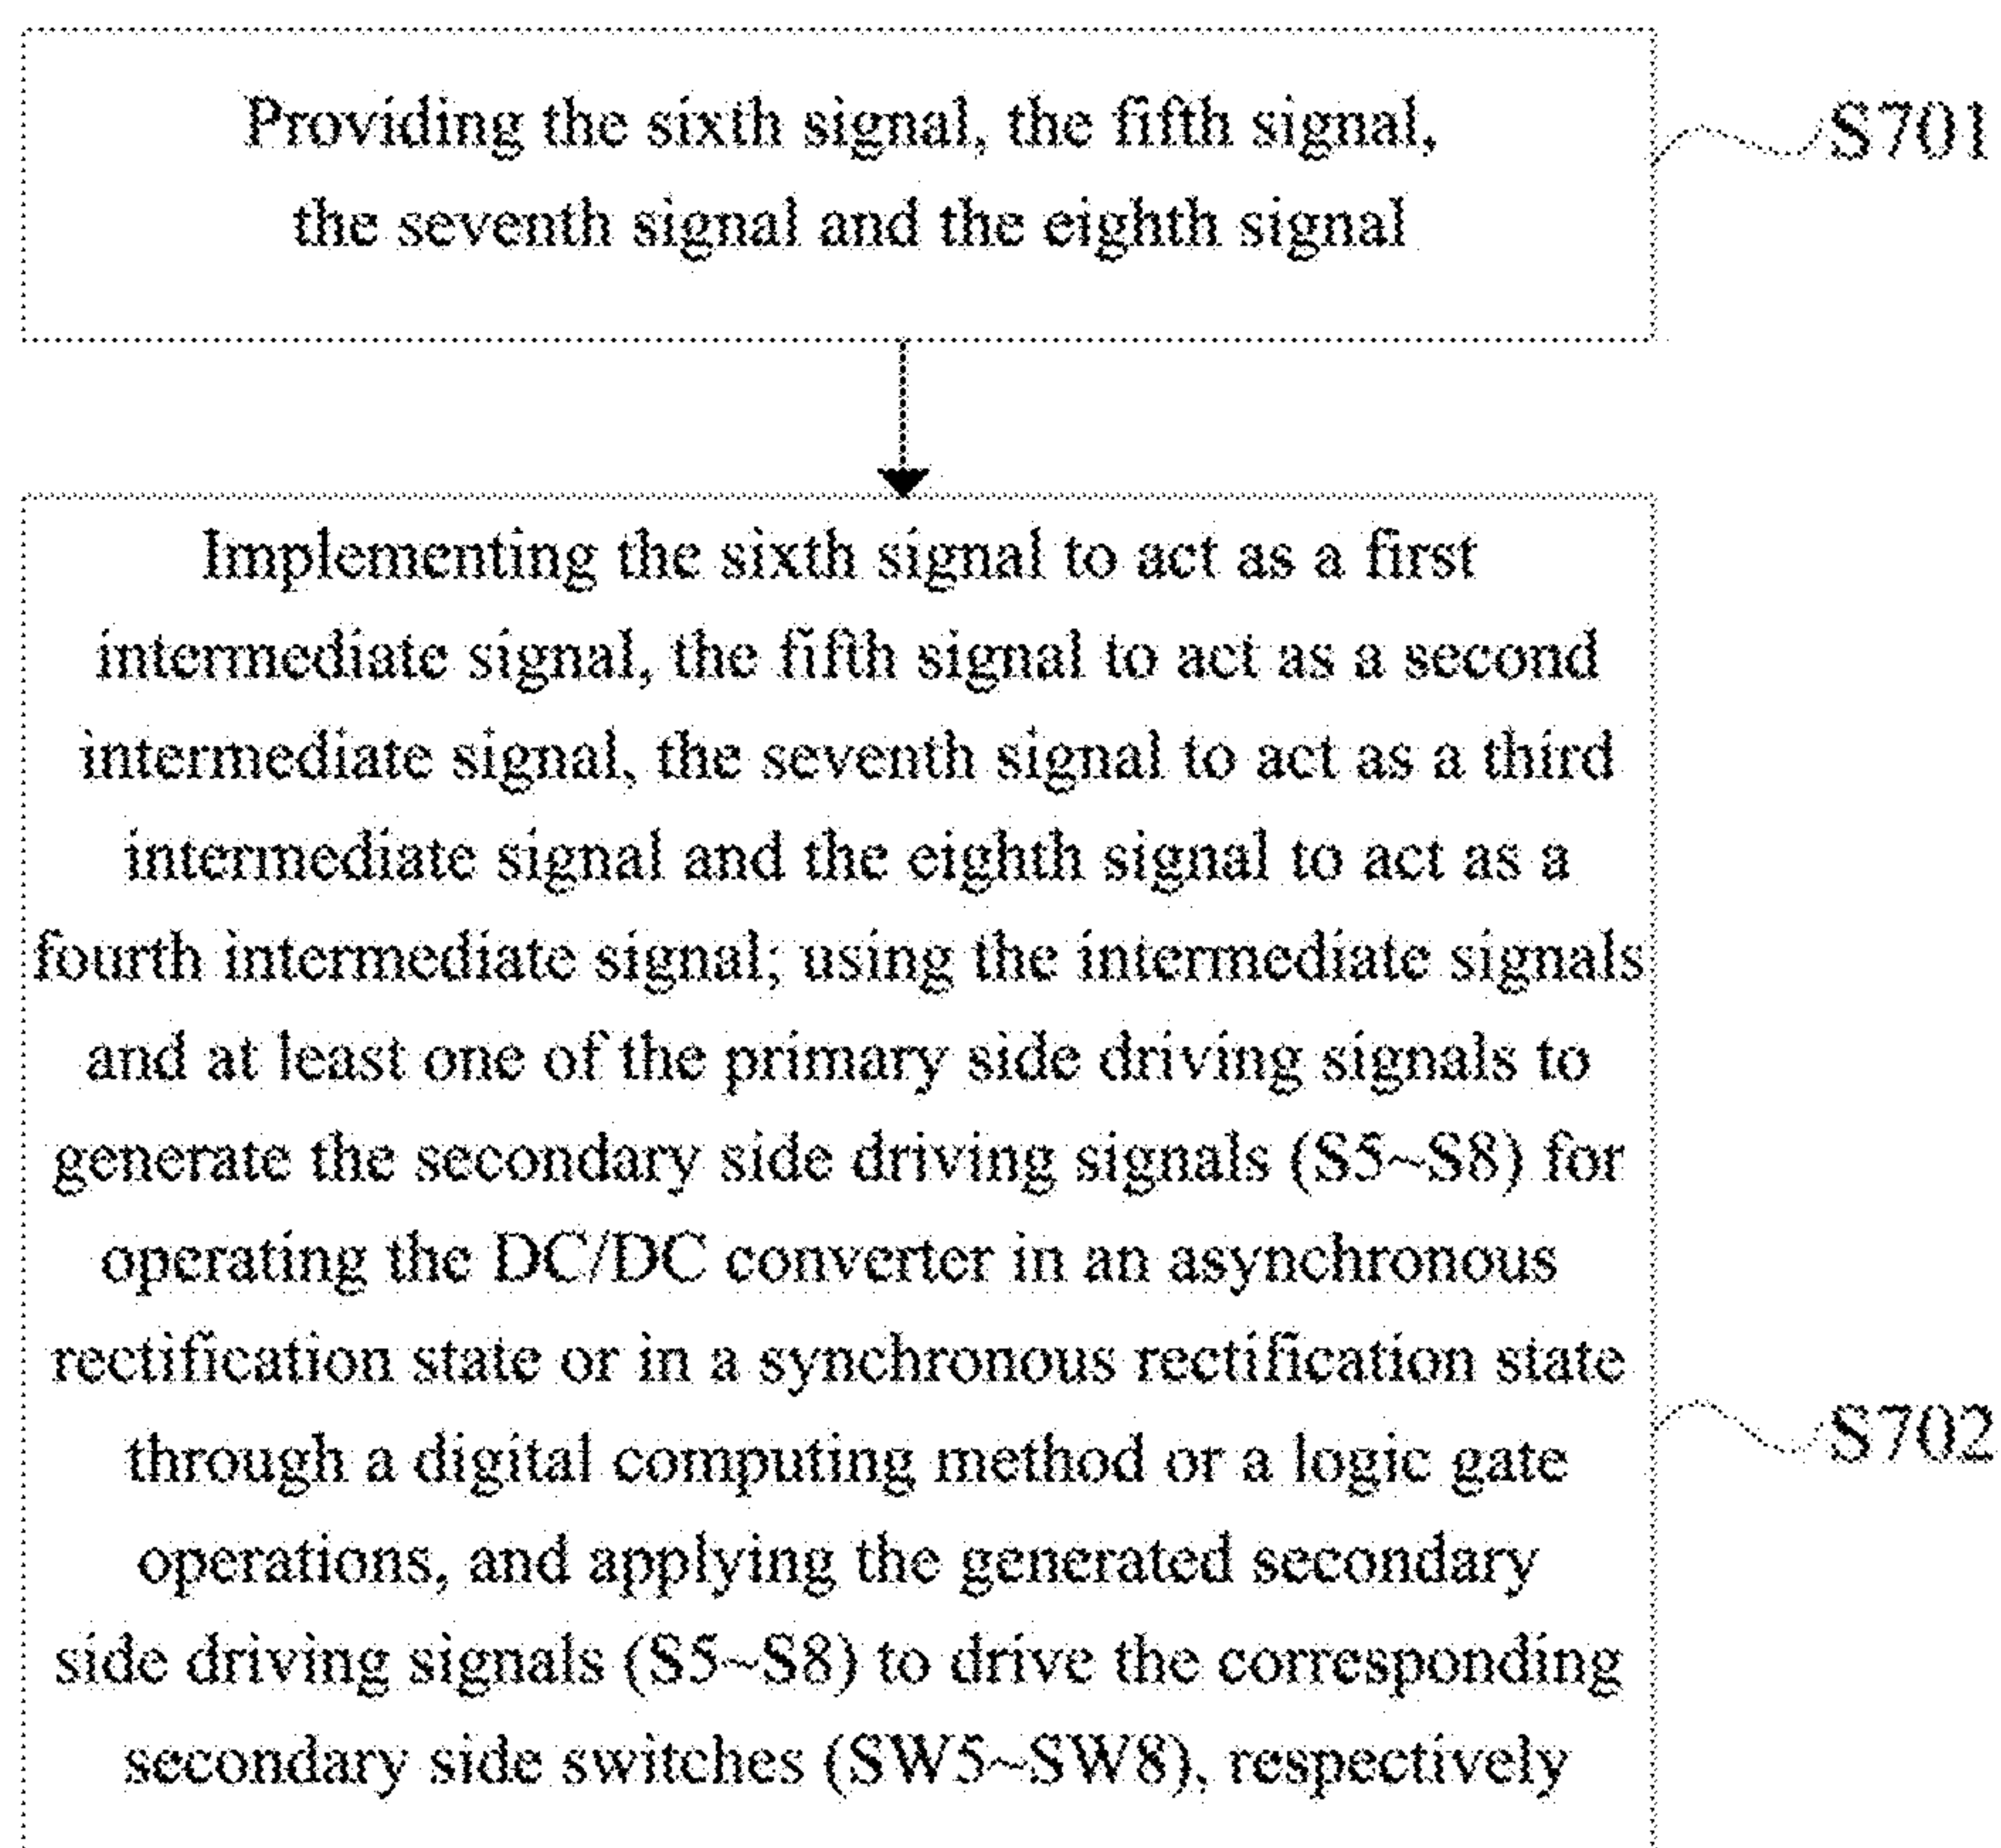 Providing the sixth signal, the fifth signal,
the seventh signal and the eighth signal
S701
Implementing the sixth signal to act as a first
intermediate signal, the fifth signal to act as a second
intermediate signal, the seventh signal to act as a third
intermediate signal and the eighth signal to act as a
fourth intermediate signal; using the intermediate signals
and at least one of the primary side driving signals to
generate the secondary side driving signals (S5~S8) for
operating the DC/DC converter in an asynchronous
rectification state or in a synchronous rectification state
through a digital computing method or a logic gate
operations, and applying the generated secondary
side driving signals (S5~S8) to drive the corresponding
secondary side switches (SW5~SW8), respectively
S702